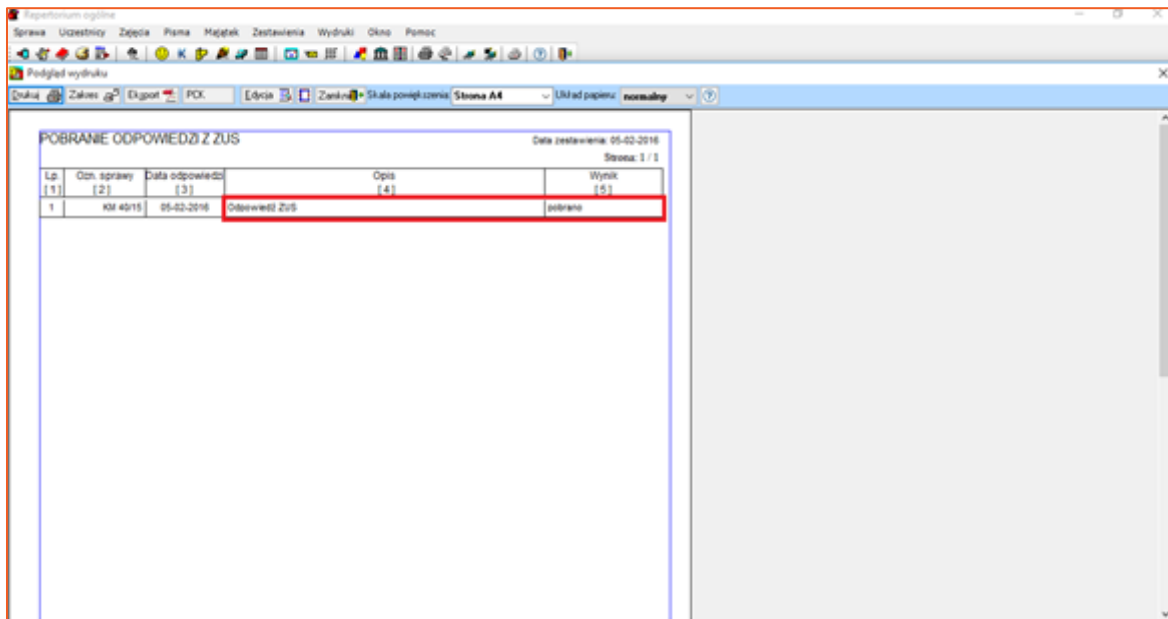 Repertorium ogólne
Sprawa Uczestnicy Zajęcia Pisma Majątek Zestawienia Wydruki Okno Pomoc
Podgląd wydruku
Drukuj Zakres Eksport PCX Edycja Zamknij Skala powiększenia: Strona A4 Układ papieru: normalny
POBRANIE ODPOWIEDZI Z ZUS
Data zestawienia: 05-02-2016
Strona: 1 / 1
Lp. Ozn. sprawy Data odpowiedzi Opis Wynik
[1] [2] [3] [4] [5]
1 KM 40/15 05-02-2016 Odpowiedź ZUS pobrano